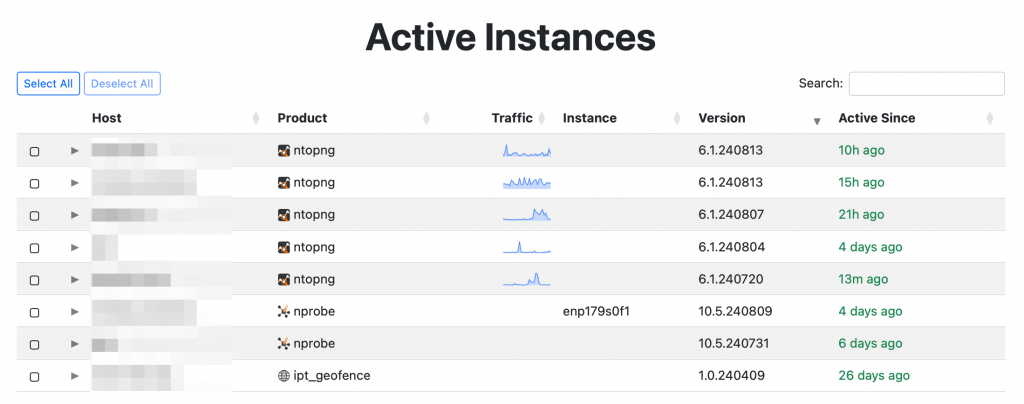 Active Instances
Select All Deselect All Search:
Host Product Traffic Instance Version Active Since
ntopng 6.1.240813 10h ago
ntopng 6.1.240813 15h ago
ntopng 6.1.240807 21h ago
ntopng 6.1.240804 4 days ago
ntopng 6.1.240720 13m ago
nprobe enp179s0f1 10.5.240809 4 days ago
nprobe 10.5.240731 6 days ago
ipt_geofence 1.0.240409 26 days ago